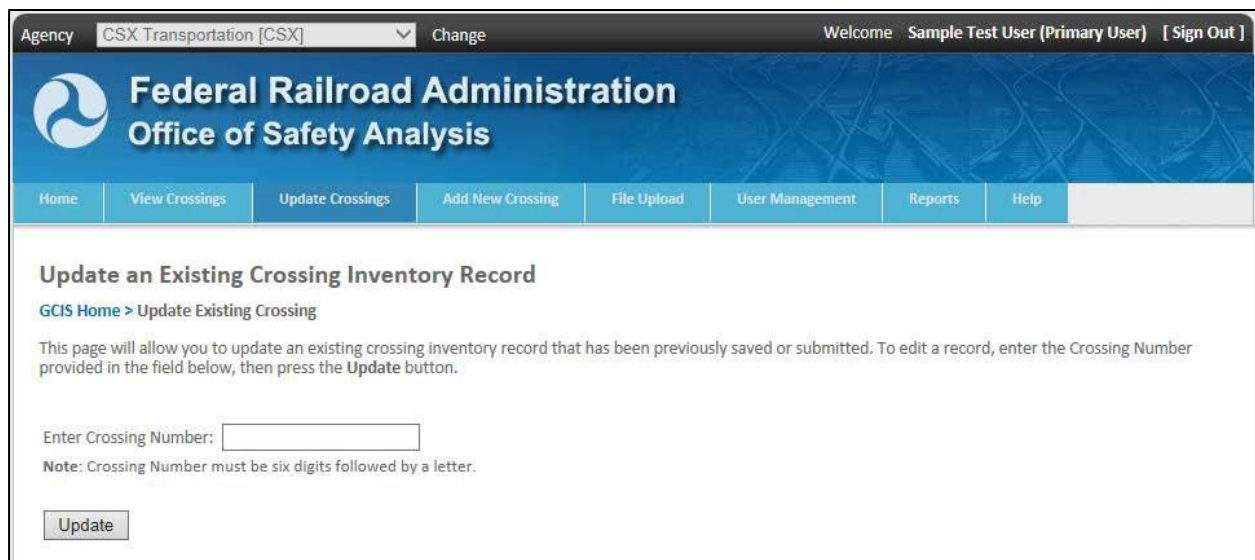 Agency CSX Transportation [CSX] Change Welcome Sample Test User (Primary User) [ Sign Out ]
Federal Railroad Administration
Office of Safety Analysis
Home View Crossings Update Crossings Add New Crossing File Upload User Management Reports Help
Update an Existing Crossing Inventory Record
GCIS Home > Update Existing Crossing
This page will allow you to update an existing crossing inventory record that has been previously saved or submitted. To edit a record, enter the Crossing Number
provided in the field below, then press the Update button.
Enter Crossing Number:
Note: Crossing Number must be six digits followed by a letter.
Update